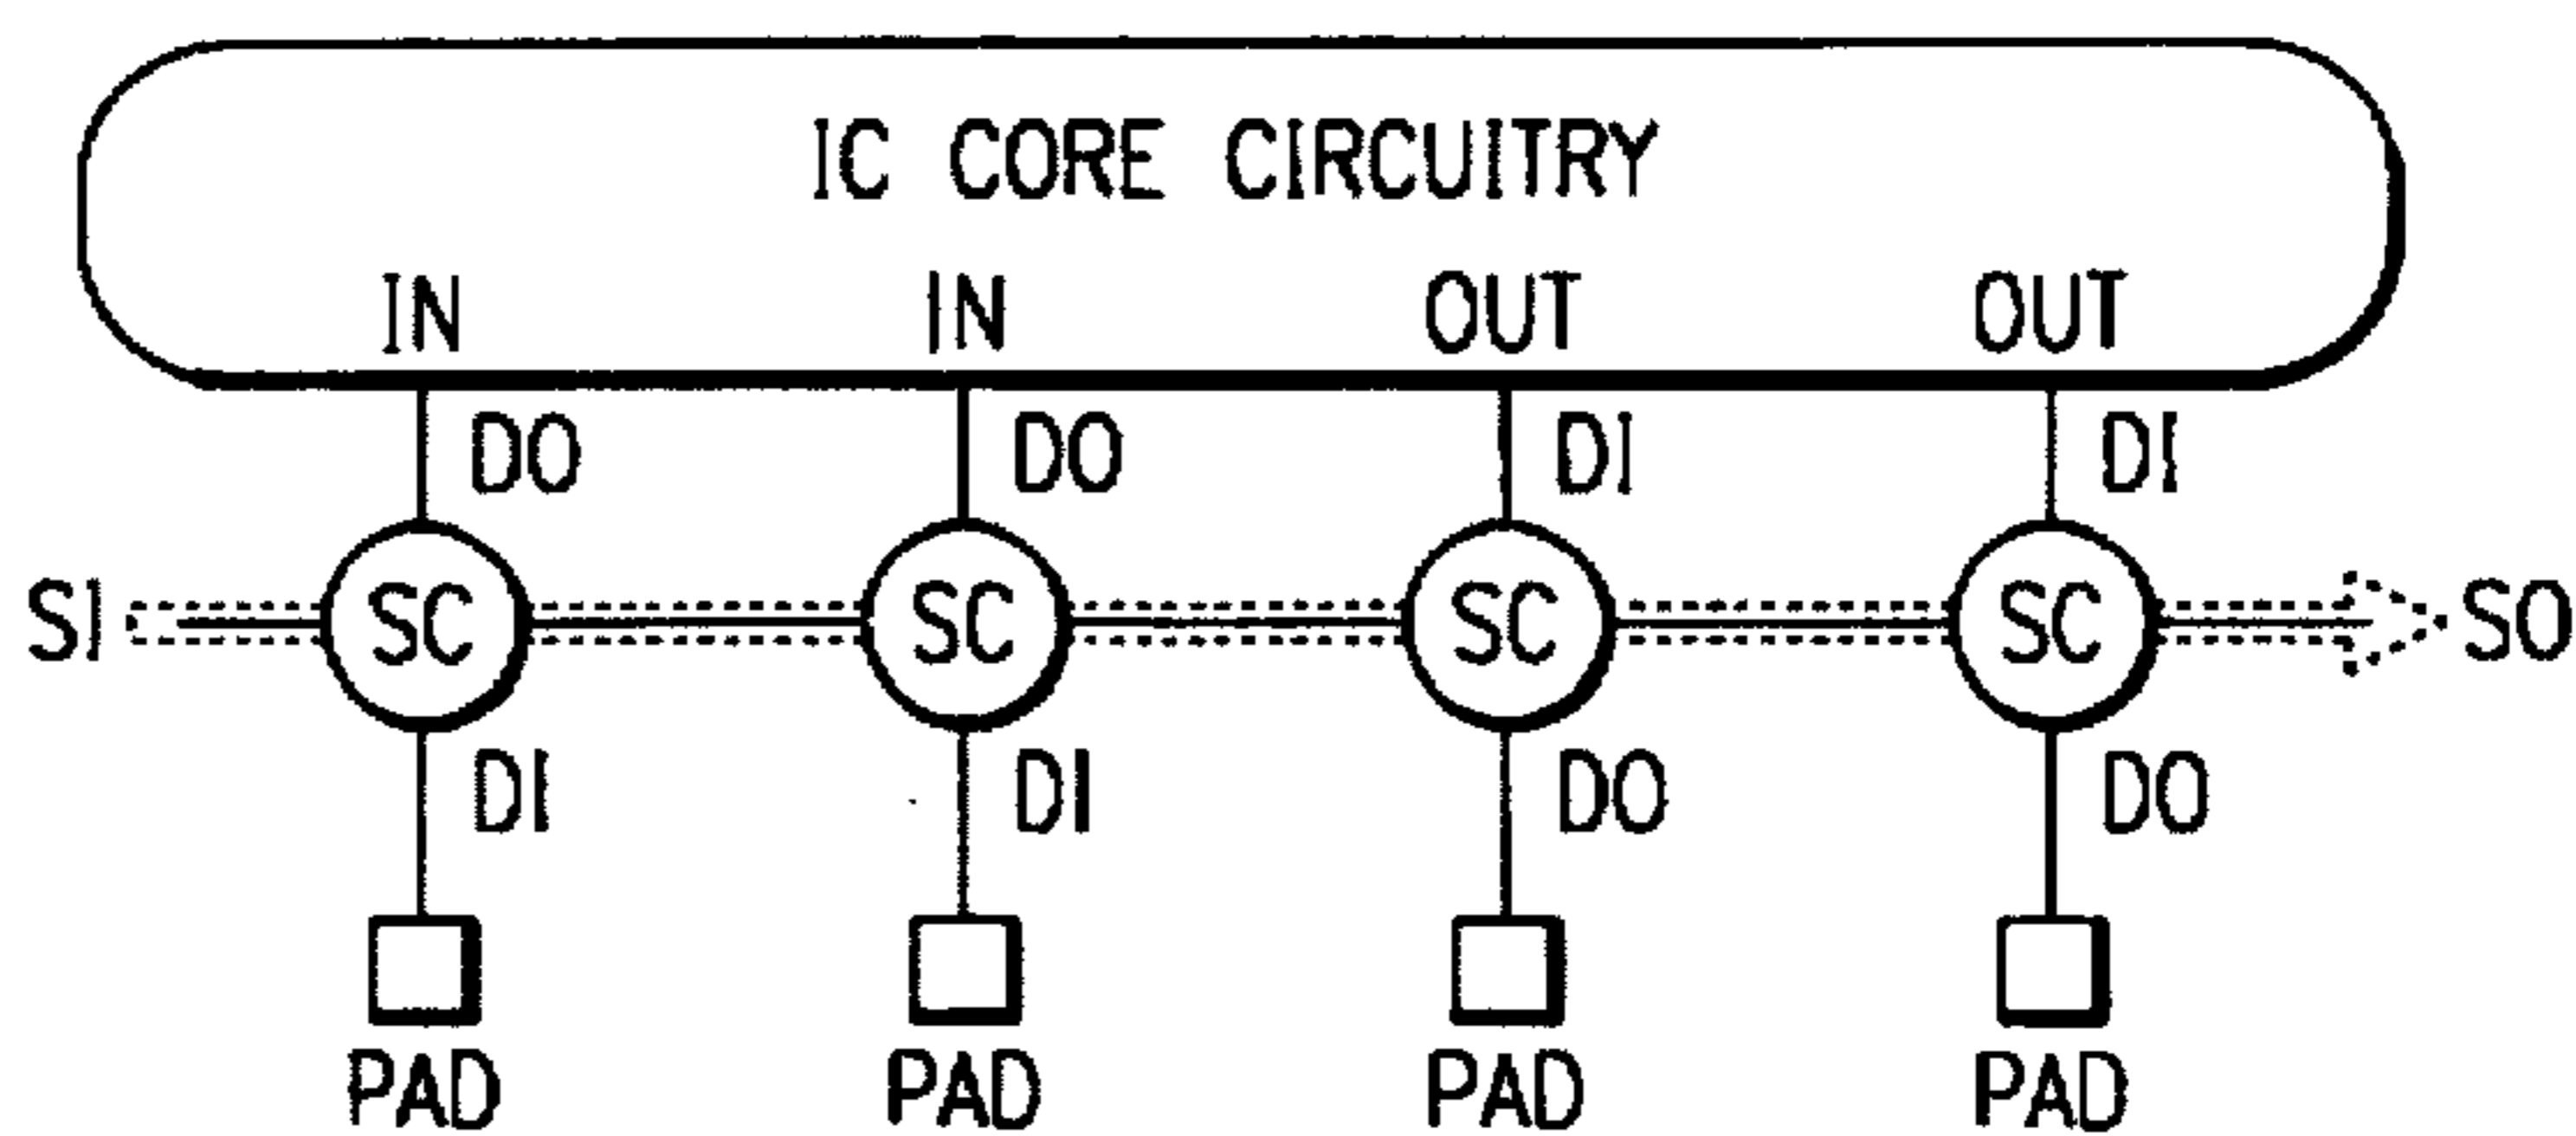 IC CORE CIRCUITRY
IN IN OUT OUT
DO DO DI DI
SI SC SC SC SC SO
DI DI DO DO
PAD PAD PAD PAD